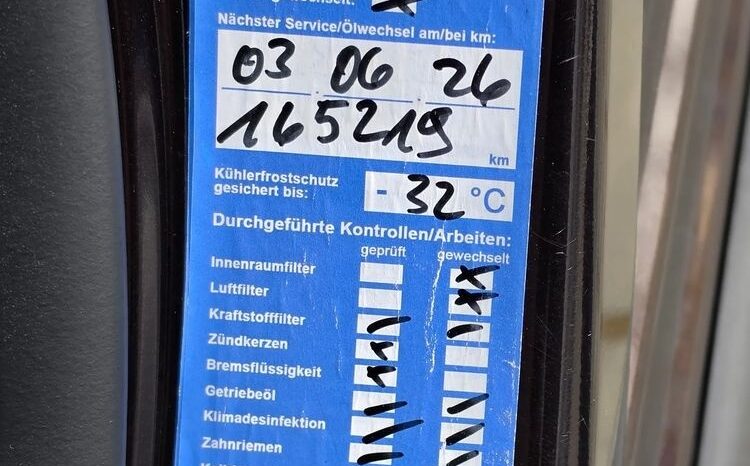 Nächster Service/Ölwechsel am/bei km:
03 06 26
165219
km
Kühlerfrostschutz
gesichert bis:
- 32 °C
Durchgeführte Kontrollen/Arbeiten:
geprüft gewechselt
Innenraumfilter
Luftfilter
Kraftstofffilter
Zündkerzen
Bremsflüssigkeit
Getriebeöl
Klimadesinfektion
Zahnriemen